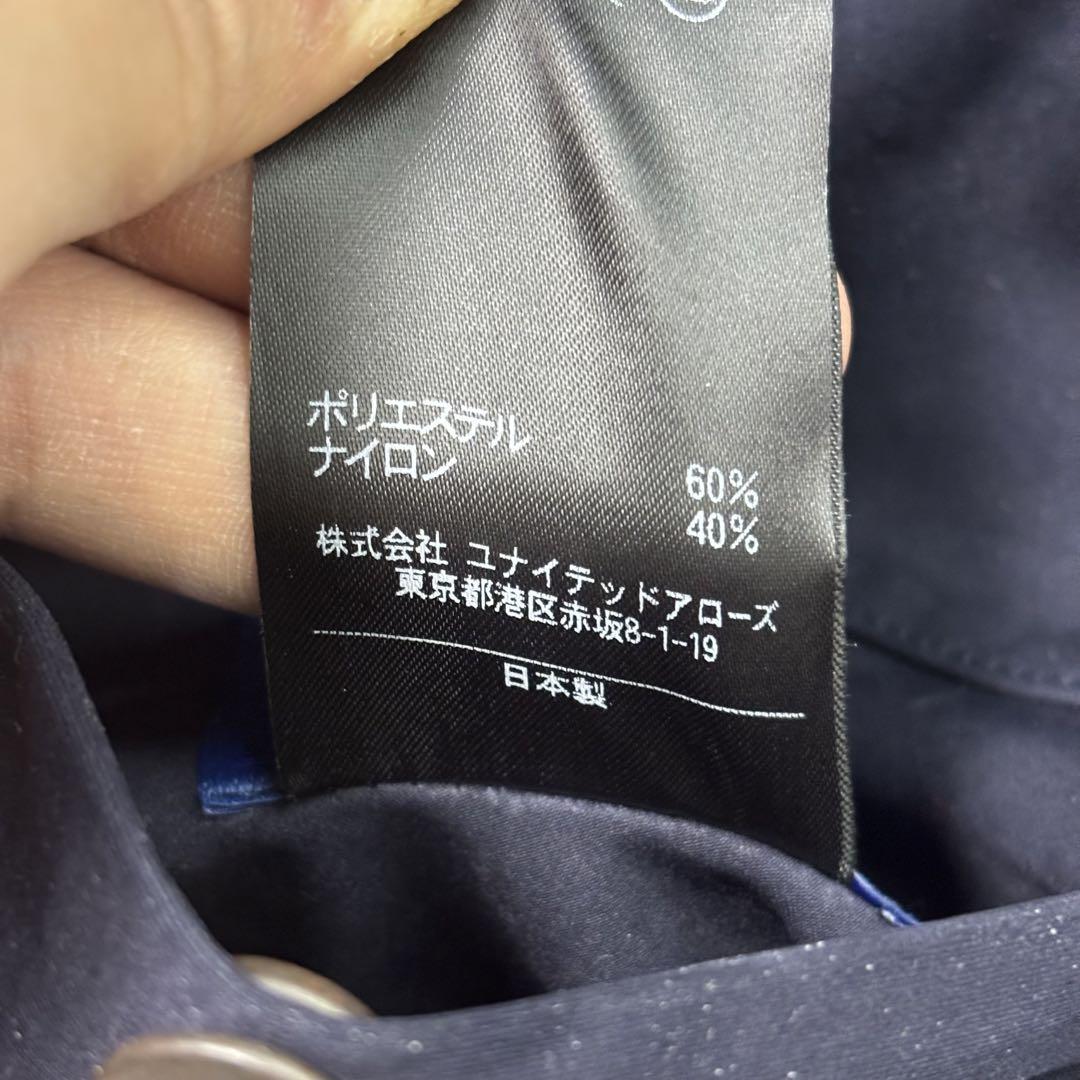 ポリエステル 60%
ナイロン 40%
株式会社 ユナイテッドアローズ
東京都港区赤坂8-1-19
日本製